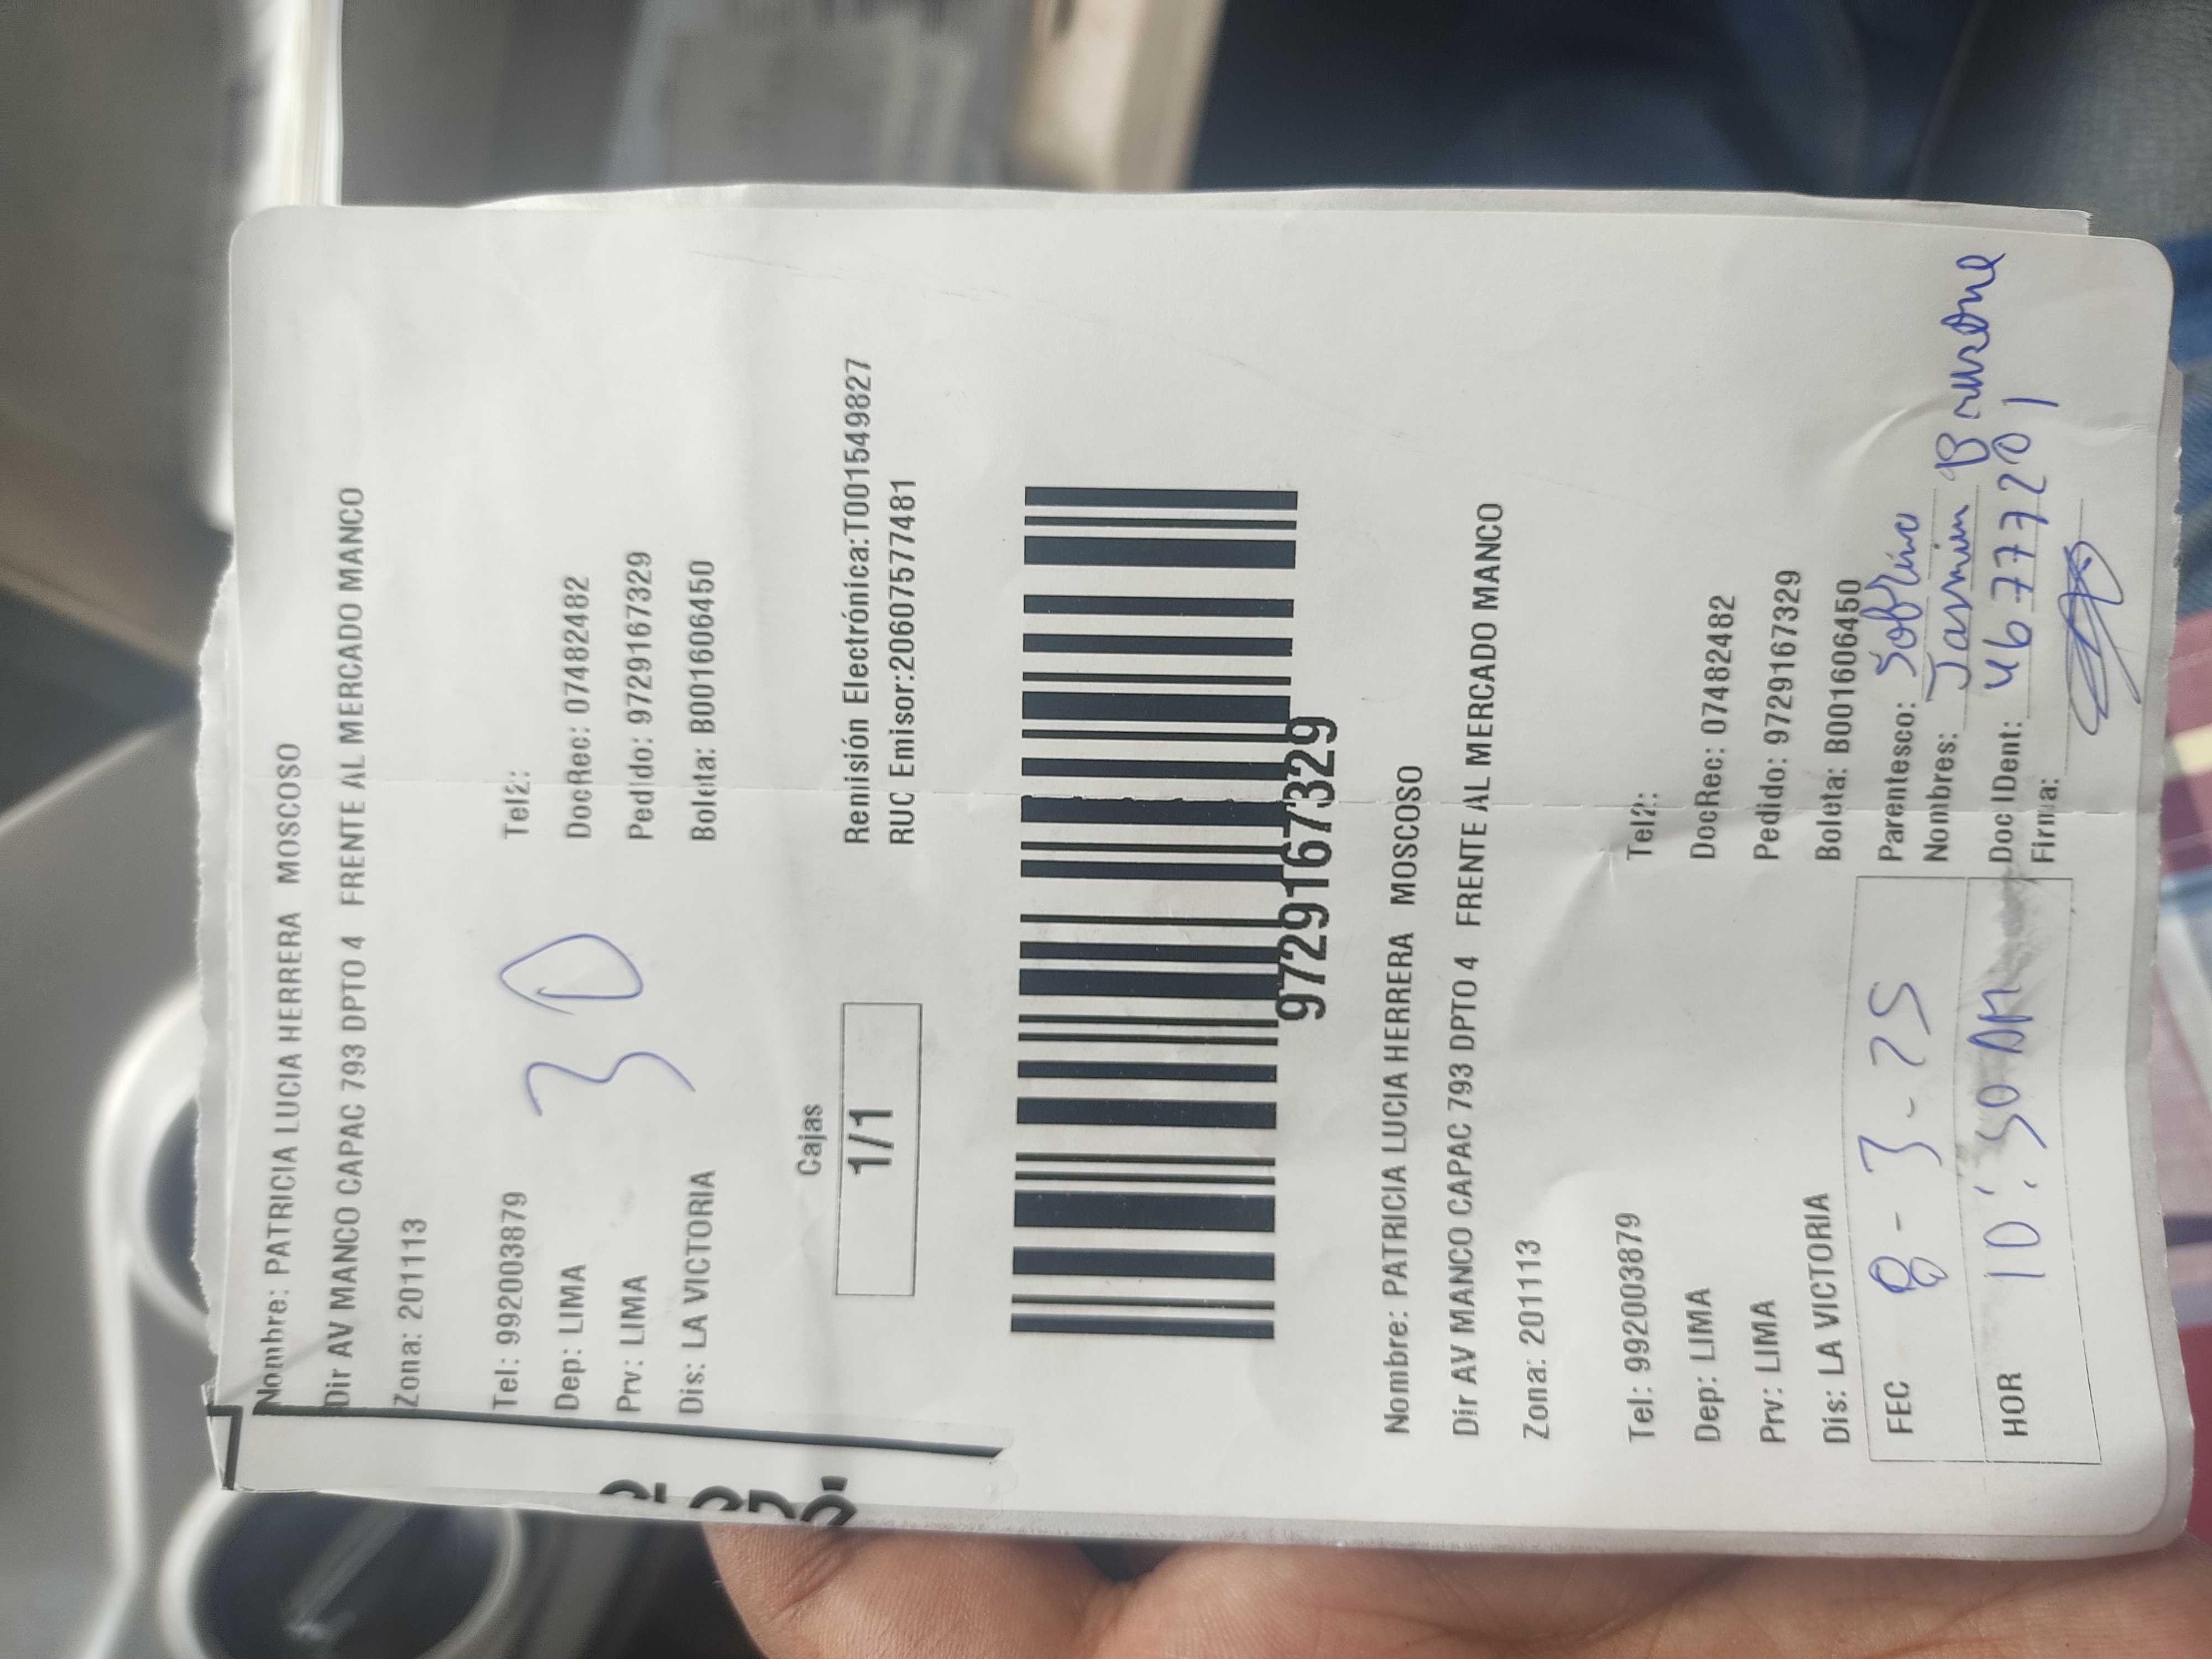 Nombre: PATRICIA LUCIA HERRERA MOSCOSO
Dir AV MANCO CAPAC 793 DPTO 4 FRENTE AL MERCADO MANCO
Zona: 201113
Tel: 992003879 Tel2:
Dep: LIMA DocRec: 07482482
Prv: LIMA Pedido: 9729167329
Dis: LA VICTORIA Boleta: B001606450
30
Cajas
1/1
Remisión Electrónica:T001549827
RUC Emisor:20607577481
9729167329
Nombre: PATRICIA LUCIA HERRERA MOSCOSO
Dir AV MANCO CAPAC 793 DPTO 4 FRENTE AL MERCADO MANCO
Zona: 201113
Tel: 992003879 Tel2:
Dep: LIMA DocRec: 07482482
Prv: LIMA Pedido: 9729167329
Dis: LA VICTORIA Boleta: B001606450
FEC 8-3-25
HOR 10:50 AM
Parentesco: Sobrina
Nombres: Jasmin
Doc IDent: 46777201
Firma: